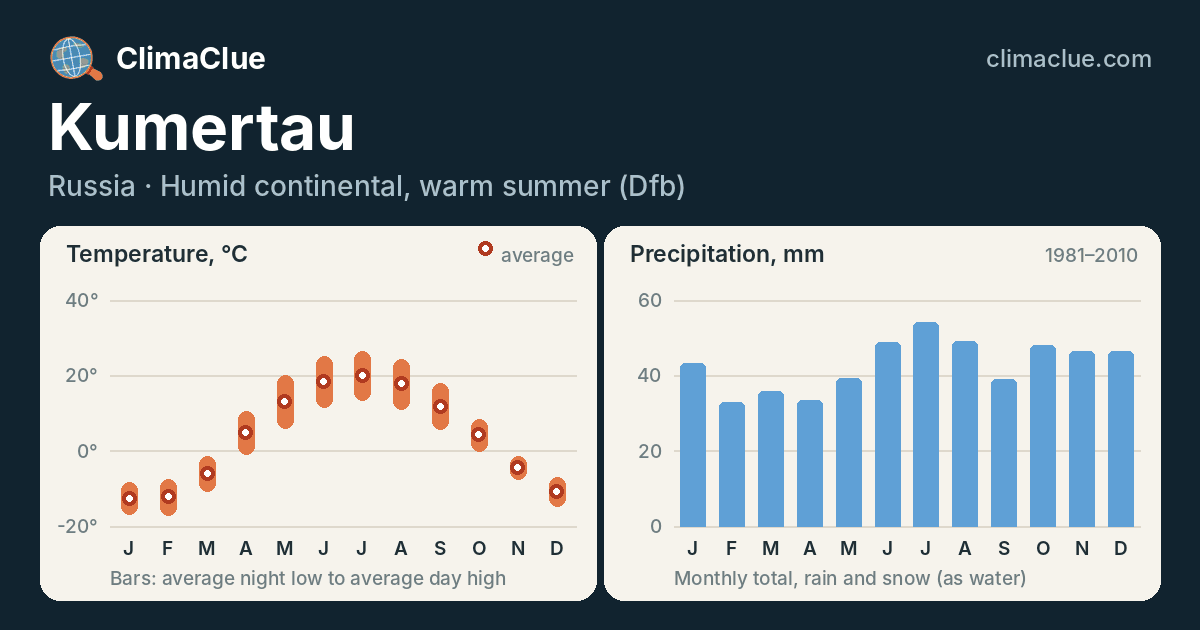 ClimaClue
climaclue.com
Kumertau
Russia · Humid continental, warm summer (Dfb)
Temperature, °C
average
40°
20°
0°
-20°
J F M A M J J A S O N D
Bars: average night low to average day high
Precipitation, mm
1981–2010
60
40
20
0
J F M A M J J A S O N D
Monthly total, rain and snow (as water)